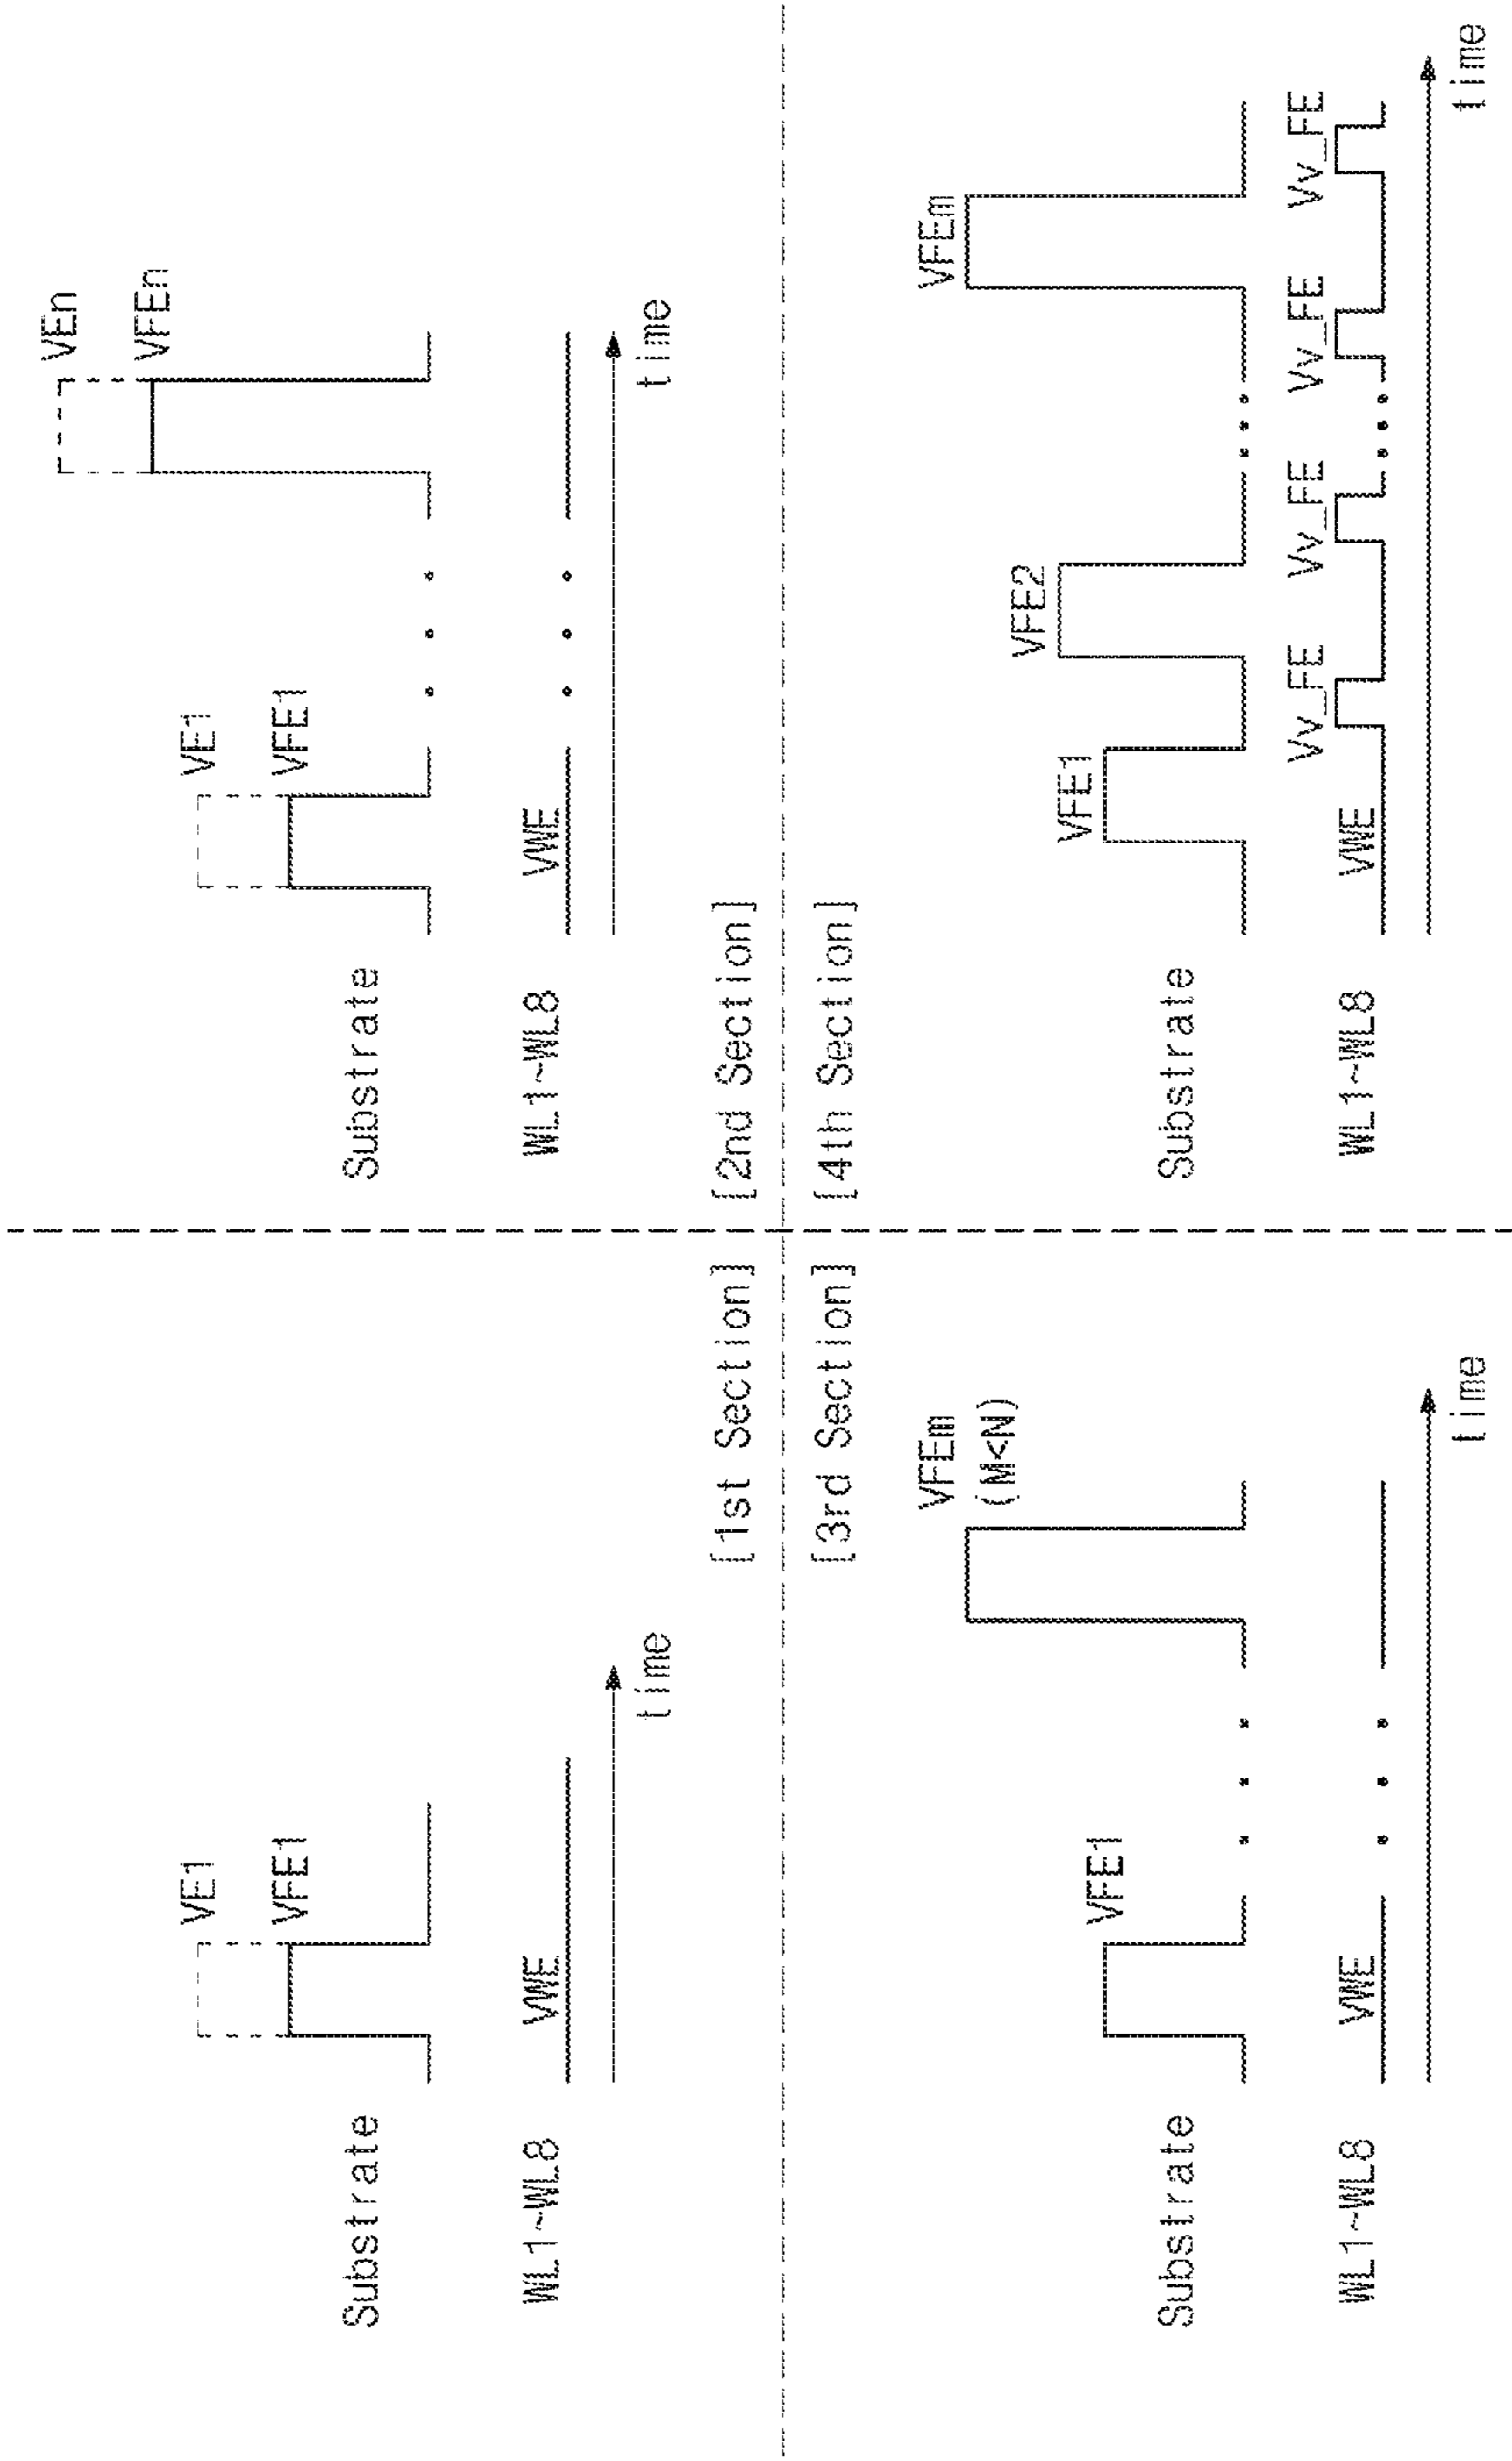 VE1
VFE1
Substrate
VWE
WL1~WL8
time
[1st Section]
VE1
VFE1
VEn
VFEn
Substrate
VWE
WL1~WL8
time
[2nd Section]
[3rd Section]
VFE1
VFEm
(M<N)
Substrate
VWE
WL1~WL8
time
[4th Section]
VFE1
VFE2
VFEm
Substrate
Vv_FE
Vv_FE
Vv_FE
Vv_FE
VWE
WL1~WL8
time